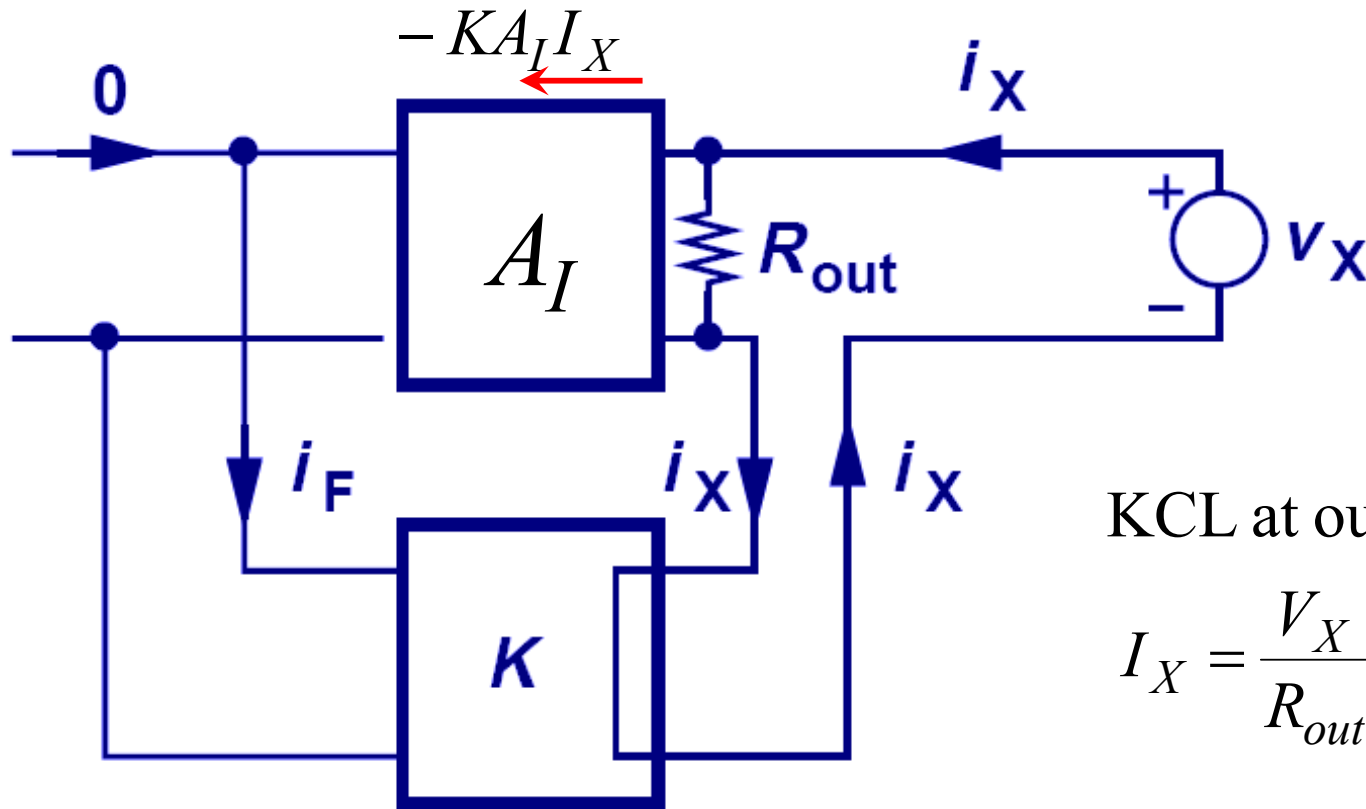 − KA_I I_X
0
i_X
A_I
+
R_out
v_X
−
i_F
i_X
i_X
KCL at ou
K
I_X = V_X / R_out